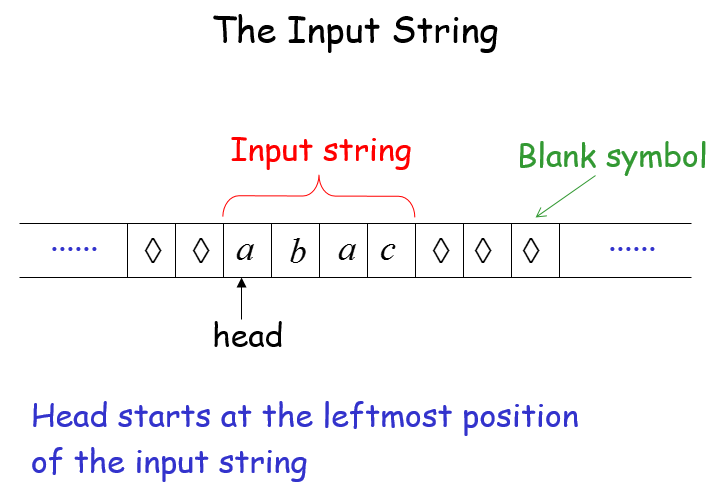 The Input String
Input string
Blank symbol
...... ◊ ◊ a b a c ◊ ◊ ◊ ......
head
Head starts at the leftmost position
of the input string